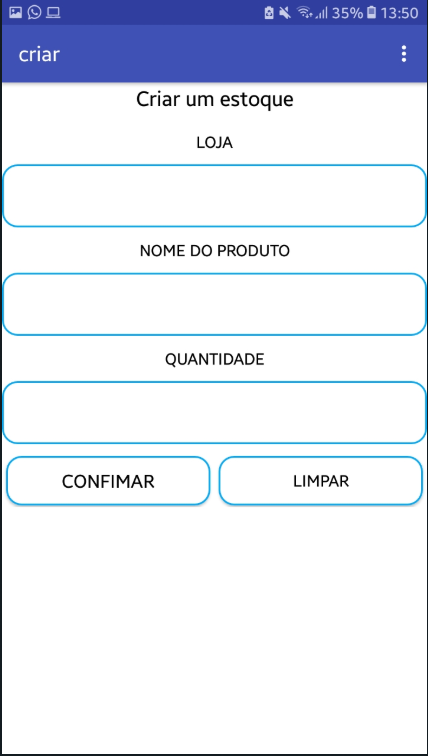 35% 13:50
criar
Criar um estoque
LOJA
NOME DO PRODUTO
QUANTIDADE
CONFIMAR LIMPAR